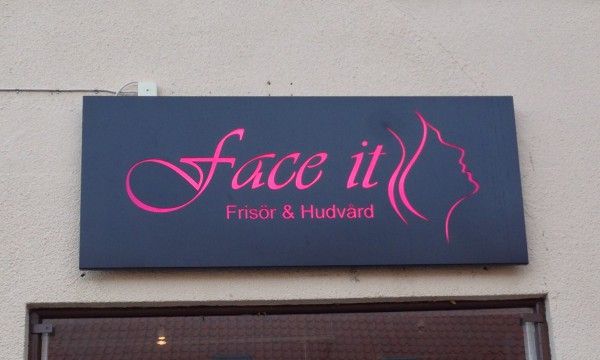 Face it
Frisör & Hudvård